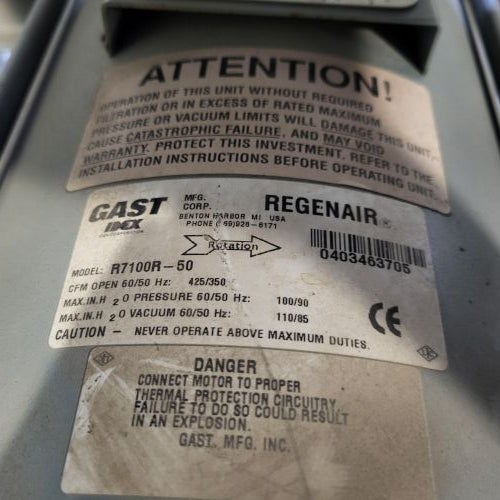 ATTENTION!
OPERATION OF THIS UNIT WITHOUT REQUIRED
FILTRATION OR IN EXCESS OF RATED MAXIMUM
PRESSURE OR VACUUM LIMITS WILL DAMAGE THIS UNIT,
CAUSE CATASTROPHIC FAILURE, AND MAY VOID
WARRANTY. PROTECT THIS INVESTMENT. REFER TO THE
INSTALLATION INSTRUCTIONS BEFORE OPERATING UNIT.
GAST MFG. CORP. REGENAIR®
IDEX
BENTON HARBOR MI. USA
PHONE 926-6171
Rotation
0403463705
MODEL: R7100R-50
CFM OPEN 60/50 Hz: 425/350
MAX.IN.H2O PRESSURE 60/50 Hz: 100/90
MAX.IN.H2O VACUUM 60/50 Hz: 110/85
CE
CAUTION - NEVER OPERATE ABOVE MAXIMUM DUTIES.
DANGER
CONNECT MOTOR TO PROPER
THERMAL PROTECTION CIRCUITRY
FAILURE TO DO SO COULD RESULT
IN AN EXPLOSION.
GAST. MFG. INC.